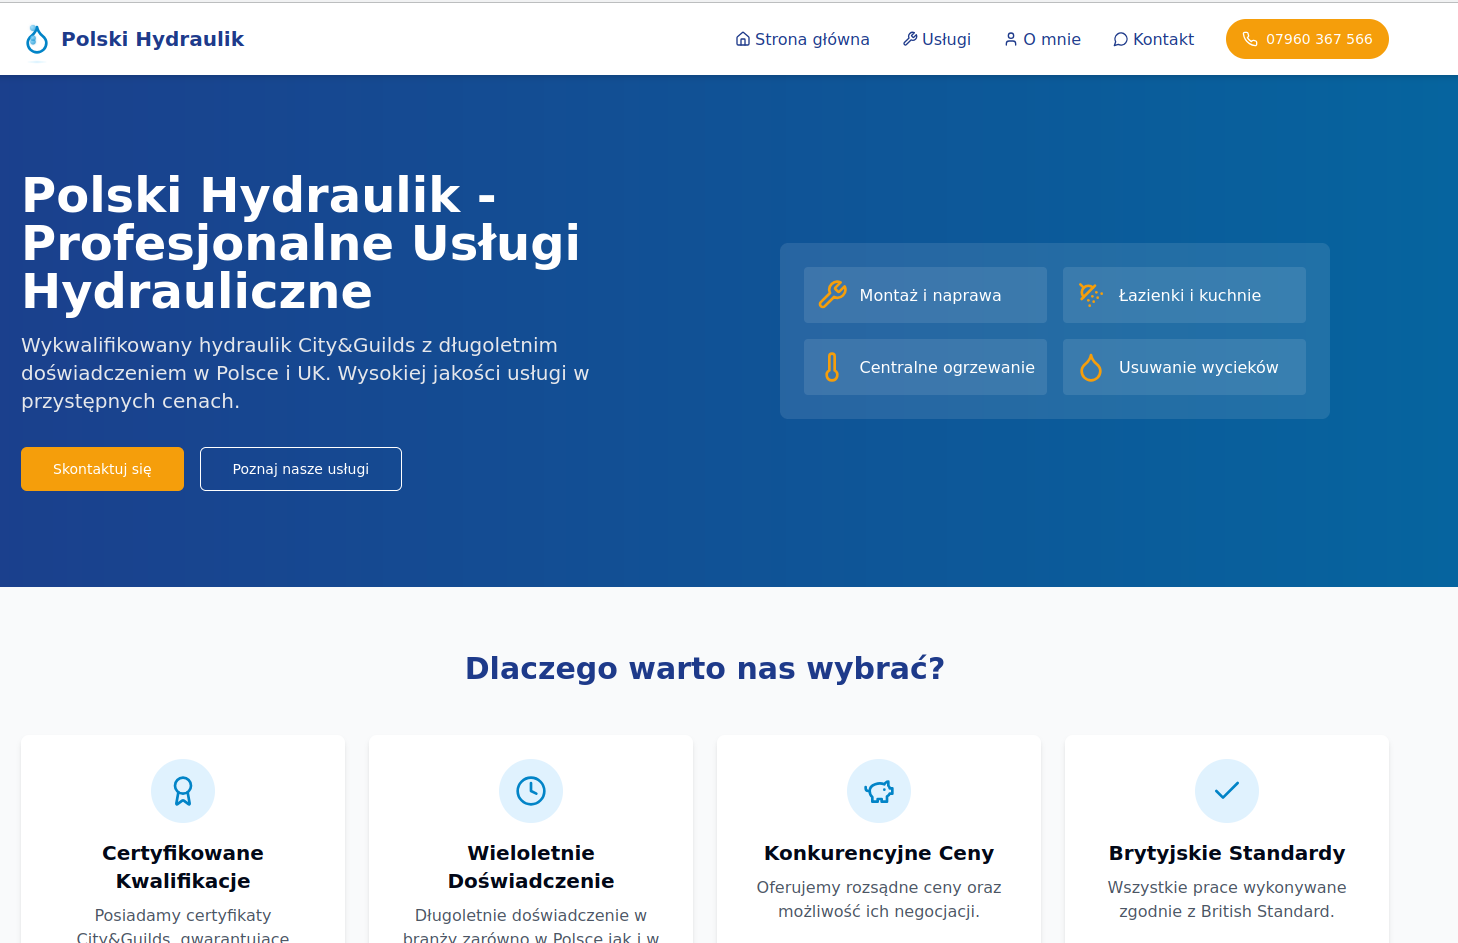 Polski Hydraulik
Strona główna
Usługi
O mnie
Kontakt
07960 367 566
Polski Hydraulik -
Profesjonalne Usługi
Hydrauliczne
Wykwalifikowany hydraulik City&Guilds z długoletnim
doświadczeniem w Polsce i UK. Wysokiej jakości usługi w
przystępnych cenach.
Skontaktuj się
Poznaj nasze usługi
Montaż i naprawa
Łazienki i kuchnie
Centralne ogrzewanie
Usuwanie wycieków
Dlaczego warto nas wybrać?
Certyfikowane
Kwalifikacje
Posiadamy certyfikaty
City&Guilds, gwarantujące
Wieloletnie
Doświadczenie
Długoletnie doświadczenie w
branży zarówno w Polsce jak i w
Konkurencyjne Ceny
Oferujemy rozsądne ceny oraz
możliwość ich negocjacji.
Brytyjskie Standardy
Wszystkie prace wykonywane
zgodnie z British Standard.